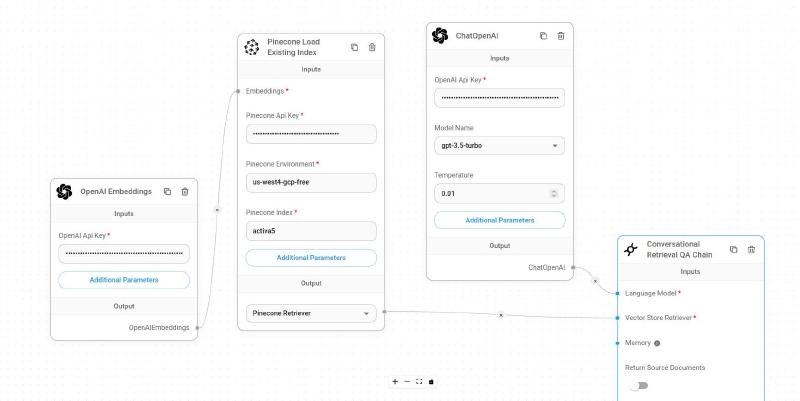 OpenAI Embeddings
Inputs
OpenAI Api Key *
••••••••••••••••••••••••••••••••••••••••••
Additional Parameters
Output
OpenAIEmbeddings
Pinecone Load
Existing Index
Inputs
Embeddings *
Pinecone Api Key *
••••••••••••••••••••••••••••••
Pinecone Environment *
us-west4-gcp-free
Pinecone Index *
activa5
Additional Parameters
Output
Pinecone Retriever
ChatOpenAI
Inputs
OpenAI Api Key *
••••••••••••••••••••••••••••••••••••••••••
Model Name
gpt-3.5-turbo
Temperature
0.01
Additional Parameters
Output
ChatOpenAI
Conversational
Retrieval QA Chain
Inputs
Language Model *
Vector Store Retriever *
Memory
Return Source Documents